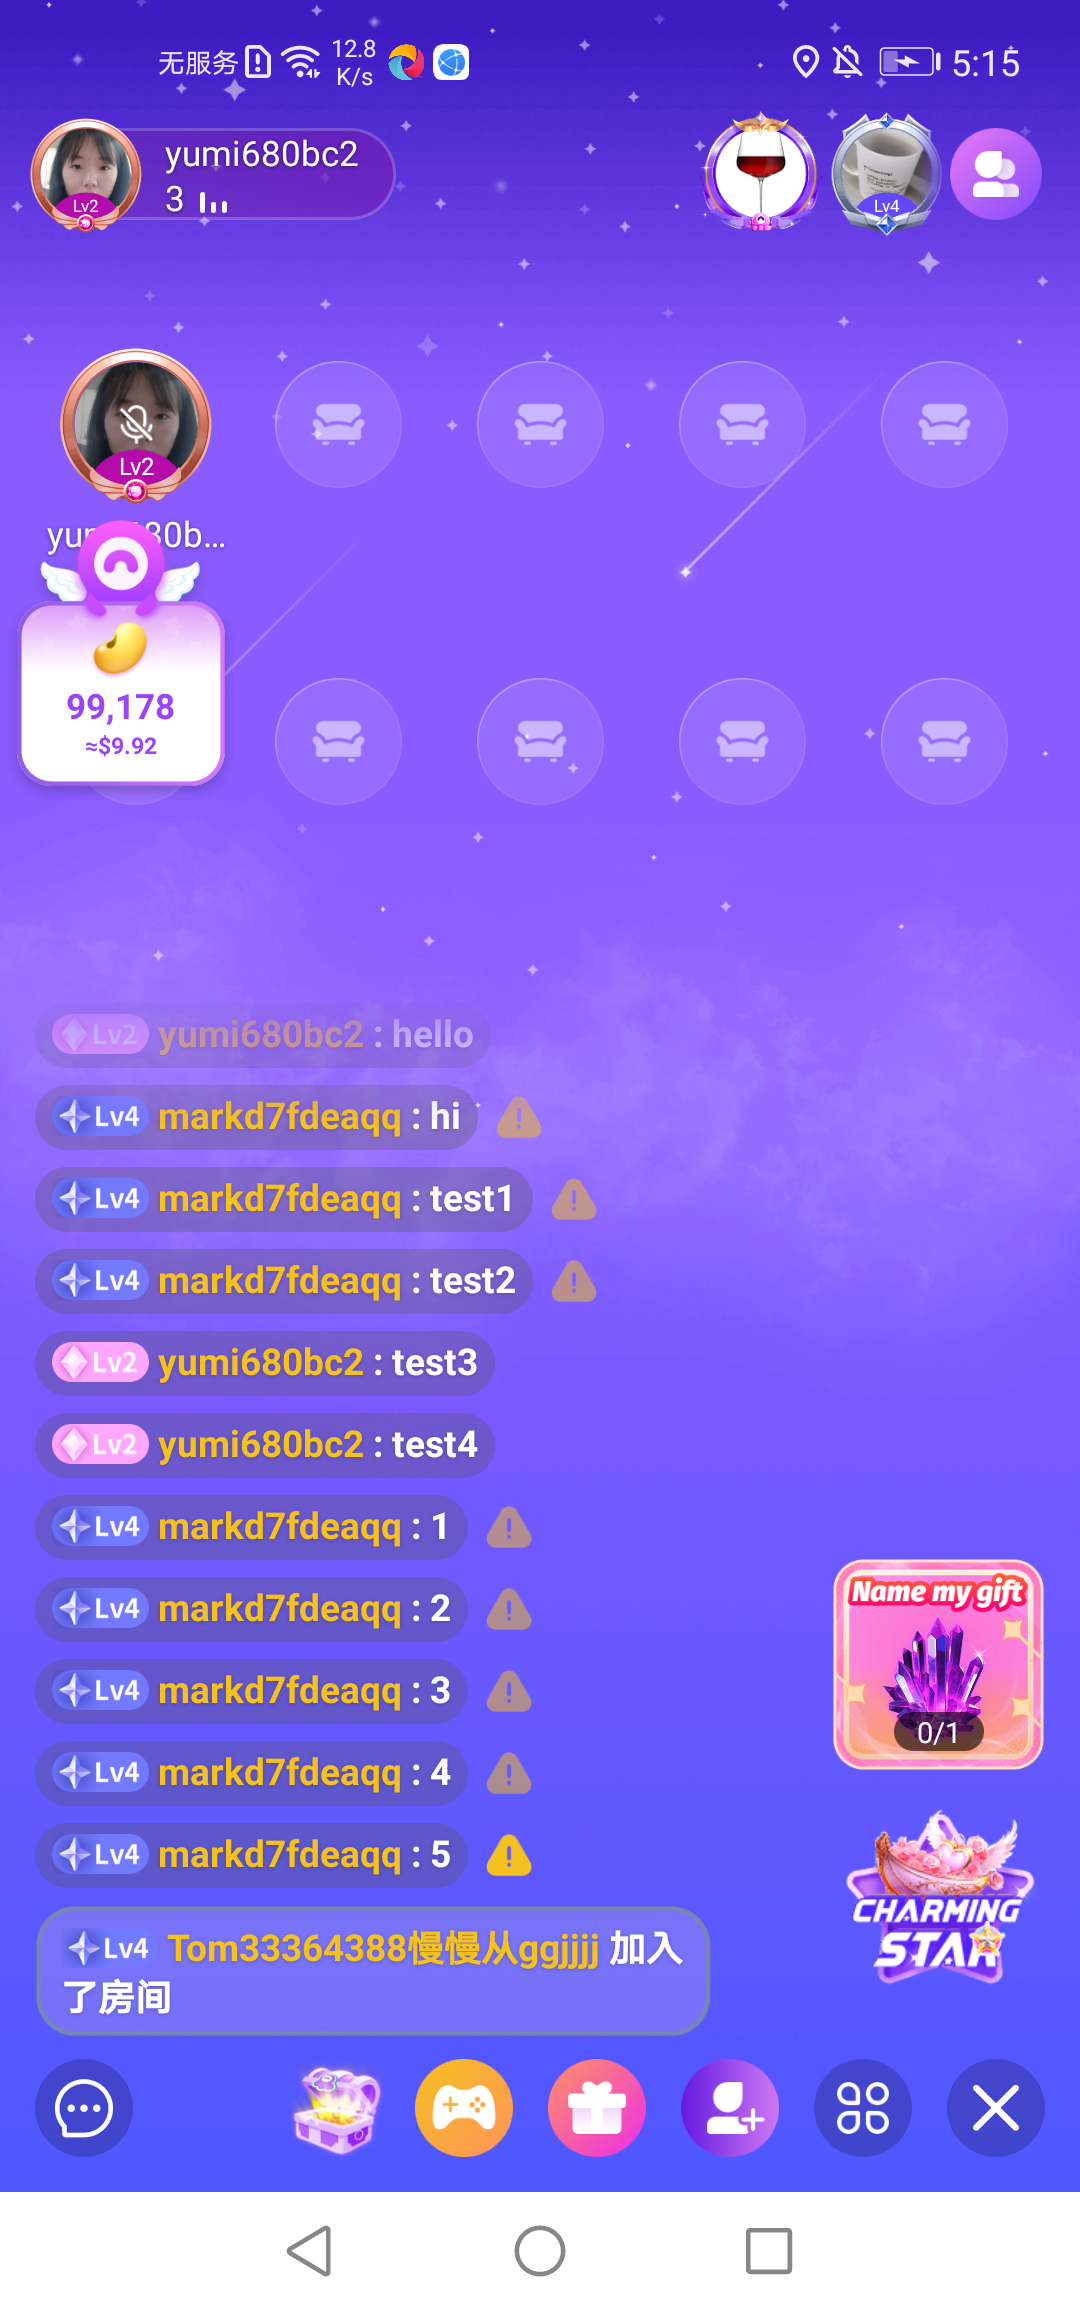 无服务
12.8
K/s
5:15
yumi680bc2
3
Lv2
Lv4
Lv2
99,178
≈$9.92
Lv2 yumi680bc2 : hello
Lv4 markd7fdeaqq : hi
Lv4 markd7fdeaqq : test1
Lv4 markd7fdeaqq : test2
Lv2 yumi680bc2 : test3
Lv2 yumi680bc2 : test4
Lv4 markd7fdeaqq : 1
Lv4 markd7fdeaqq : 2
Lv4 markd7fdeaqq : 3
Lv4 markd7fdeaqq : 4
Lv4 markd7fdeaqq : 5
Name my gift
0/1
CHARMING
STAR
Lv4 Tom33364388慢慢从ggjjjj 加入
了房间